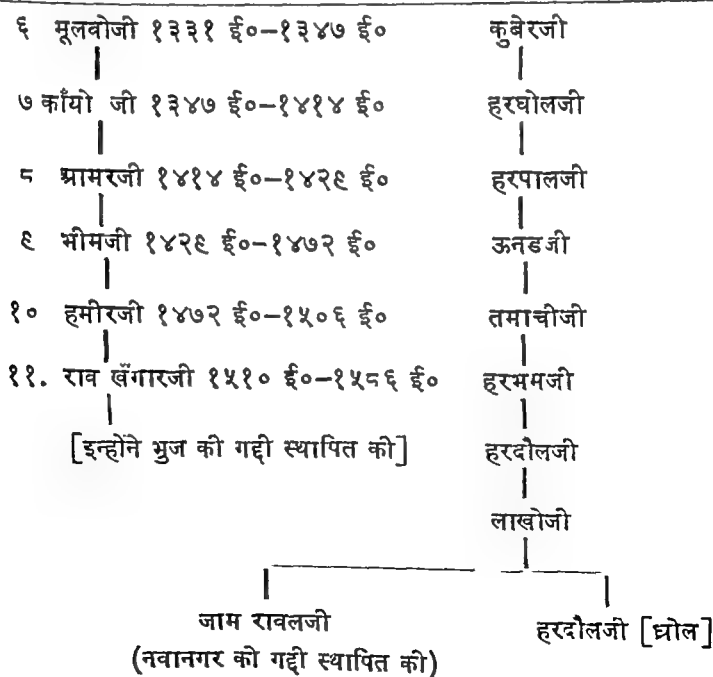 ६ मूलवोजी १३३१ ई०–१३४७ ई० कुबेरजी
७ काँयो जी १३४७ ई०–१४१४ ई० हरघोलजी
८ भ्रामरजी १४१४ ई०–१४२९ ई० हरपालजी
९ भीमजी १४२९ ई०–१४७२ ई० ऊनडजी
१० हमीरजी १४७२ ई०–१५०६ ई० तमाचीजी
११. राव खेँगारजी १५१० ई०–१५८६ ई० हरभमजी
[इन्होंने भुज की गद्दी स्थापित की] हरदौलजी
लाखोजी
जाम रावलजी हरदौलजी [ध्रोल]
(नवानगर को गद्दी स्थापित की)